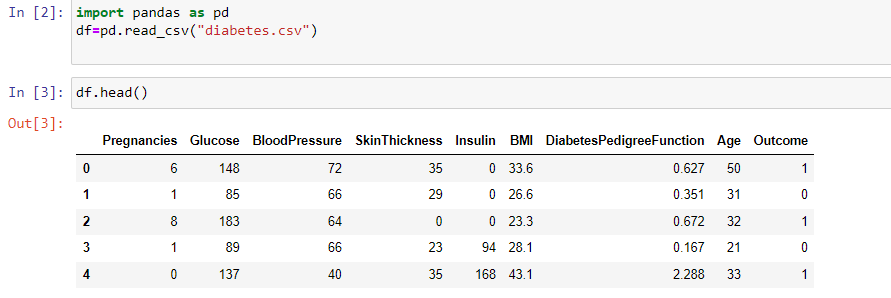 In [2]: import pandas as pd
df=pd.read_csv("diabetes.csv")
In [3]: df.head()
Out[3]:
Pregnancies Glucose BloodPressure SkinThickness Insulin BMI DiabetesPedigreeFunction Age Outcome
0 6 148 72 35 0 33.6 0.627 50 1
1 1 85 66 29 0 26.6 0.351 31 0
2 8 183 64 0 0 23.3 0.672 32 1
3 1 89 66 23 94 28.1 0.167 21 0
4 0 137 40 35 168 43.1 2.288 33 1